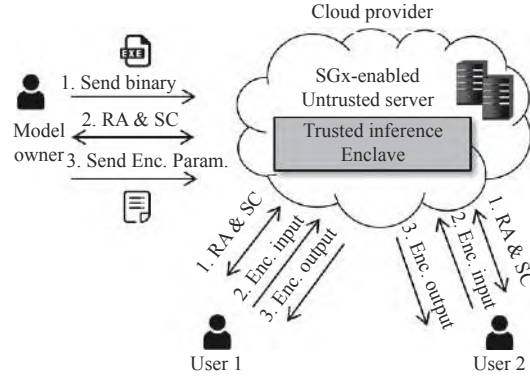 Cloud provider
EXE
1. Send binary
SGx-enabled
Untrusted server
2. RA & SC
Model
owner
Trusted inference
Enclave
3. Send Enc. Param.
1. RA & SC
2. Enc. input
3. Enc. output
3. Enc. output
2. Enc. input
1. RA & SC
User 1
User 2